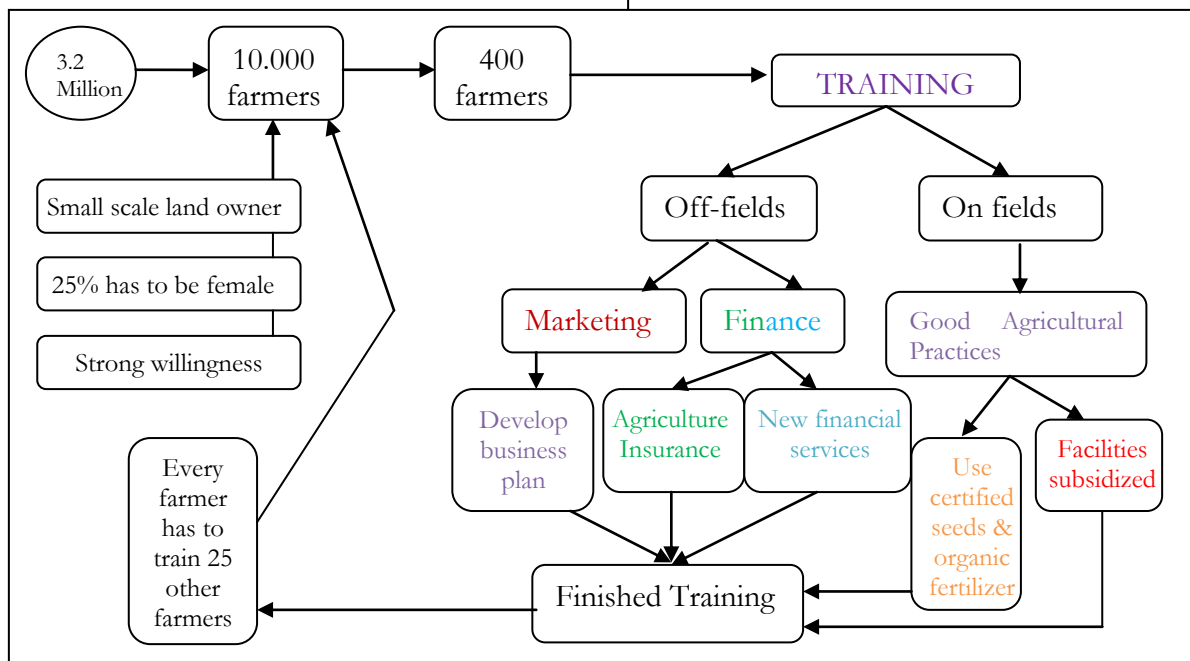 3.2
Million
10.000
farmers
400
farmers
TRAINING
Small scale land owner
25% has to be female
Strong willingness
Off-fields
On fields
Marketing
Finance
Good Agricultural
Practices
Develop
business
plan
Agriculture
Insurance
New financial
services
Use
certified
seeds &
organic
fertilizer
Facilities
subsidized
Every
farmer
has to
train 25
other
farmers
Finished Training